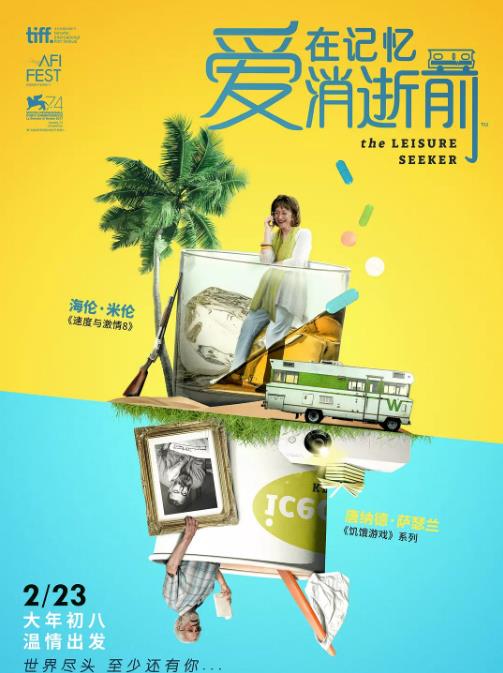 tiff.
AFI
FEST
74
爱在记忆
消逝前
the LEISURE
SEEKER
海伦·米伦
《速度与激情8》
W
唐纳德·萨瑟兰
《饥饿游戏》系列
2/23
大年初八
温情出发
世界尽头 至少还有你...